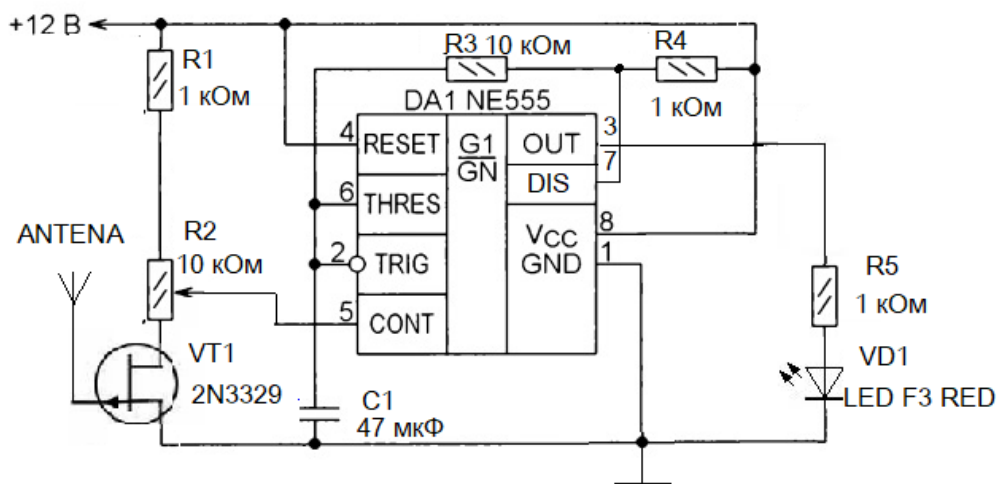 +12 В
R1
1 кОм
R3 10 кОм
R4
1 кОм
DA1 NE555
4
RESET
G1
GN
OUT
3
7
DIS
6
THRES
ANTENA
R2
10 кОм
2
TRIG
VCC
8
GND
1
5
CONT
R5
1 кОм
VT1
2N3329
C1
47 мкФ
VD1
LED F3 RED